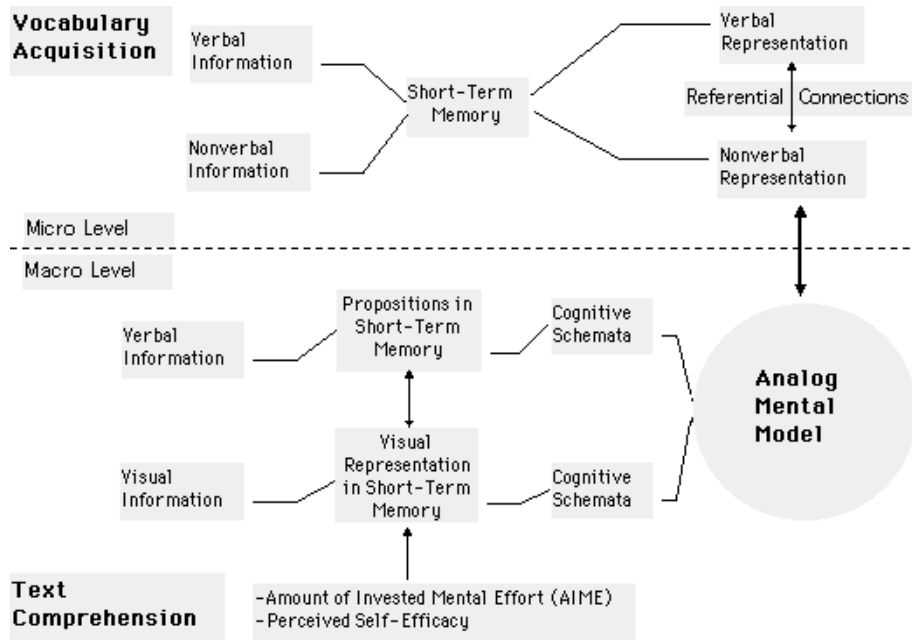 Vocabulary
Acquisition
Verbal
Information
Nonverbal
Information
Short-Term
Memory
Verbal
Representation
Referential Connections
Nonverbal
Representation
Micro Level
Macro Level
Verbal
Information
Propositions in
Short-Term
Memory
Cognitive
Schemata
Visual
Information
Visual
Representation
in Short-Term
Memory
Cognitive
Schemata
Analog
Mental
Model
Text
Comprehension
-Amount of Invested Mental Effort (AIME)
-Perceived Self-Efficacy